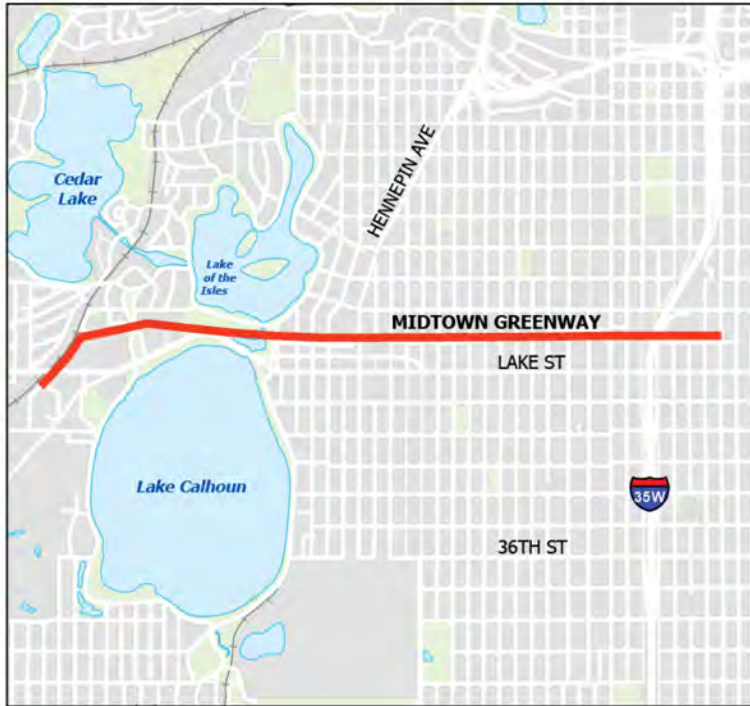 HENNEPIN AVE
Cedar
Lake
Lake
of the
Isles
MIDTOWN GREENWAY
LAKE ST
Lake Calhoun
35W
36TH ST